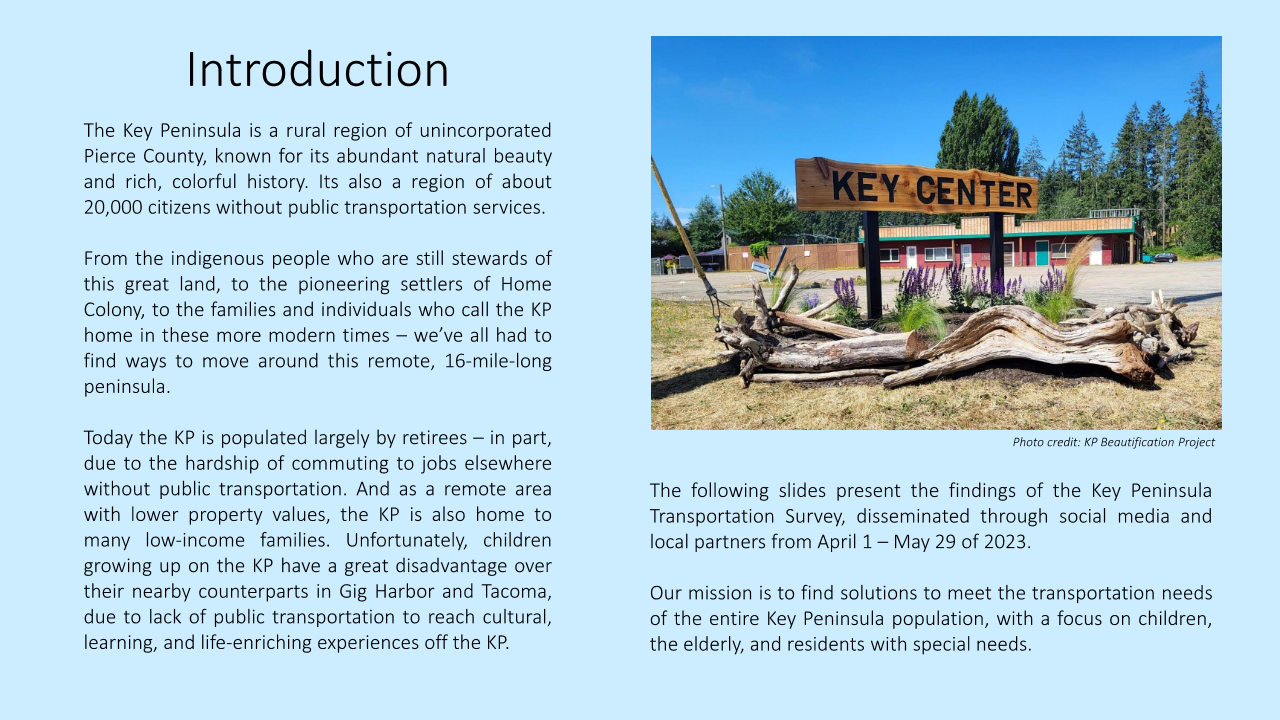 Introduction
The Key Peninsula is a rural region of unincorporated
Pierce County, known for its abundant natural beauty
and rich, colorful history. Its also a region of about
20,000 citizens without public transportation services.
From the indigenous people who are still stewards of
this great land, to the pioneering settlers of Home
Colony, to the families and individuals who call the KP
home in these more modern times – we’ve all had to
find ways to move around this remote, 16-mile-long
peninsula.
Today the KP is populated largely by retirees – in part,
due to the hardship of commuting to jobs elsewhere
without public transportation. And as a remote area
with lower property values, the KP is also home to
many low-income families. Unfortunately, children
growing up on the KP have a great disadvantage over
their nearby counterparts in Gig Harbor and Tacoma,
due to lack of public transportation to reach cultural,
learning, and life-enriching experiences off the KP.
KEY CENTER
Photo credit: KP Beautification Project
The following slides present the findings of the Key Peninsula
Transportation Survey, disseminated through social media and
local partners from April 1 – May 29 of 2023.
Our mission is to find solutions to meet the transportation needs
of the entire Key Peninsula population, with a focus on children,
the elderly, and residents with special needs.